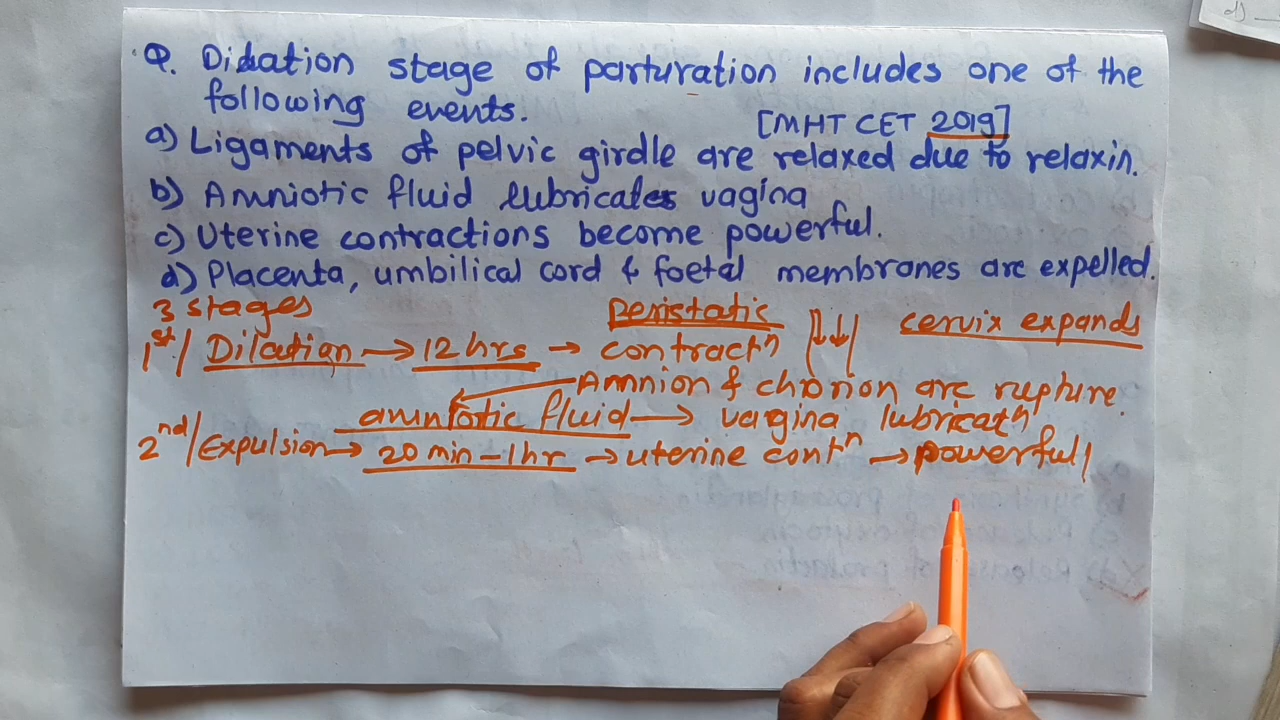 Q. Didation stage of parturation includes one of the
following events.
[MHT CET 2019]
a) Ligaments of pelvic girdle are relaxed due to relaxin.
b) Amniotic fluid lubricates vagina
c) Uterine contractions become powerful.
d) Placenta, umbilical cord & foetal membranes are expelled.
3 stages
1st/ Dilation → 12 hrs → peristatic contractn ↓↓ cervix expands
Amnion & chorion are rupture.
amniotic fluid → vagina lubricatn
2nd/ Expulsion → 20 min - 1hr → uterine contn → powerful/